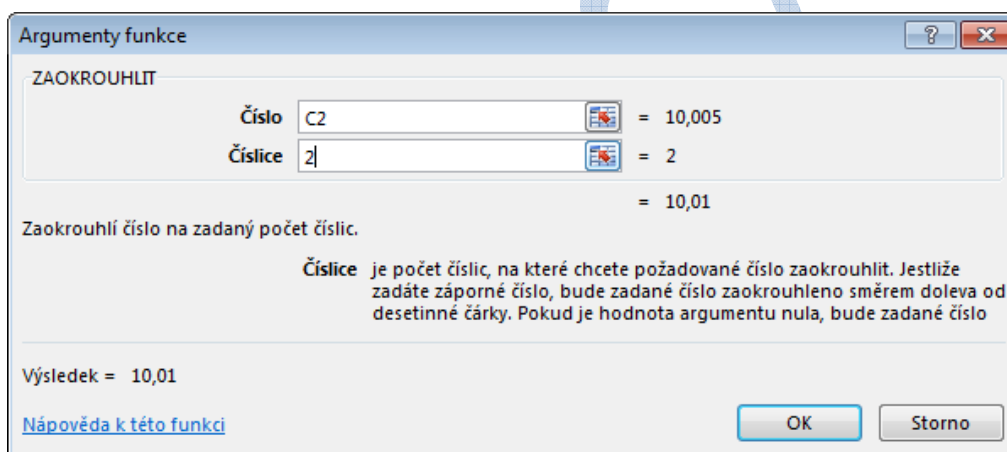 Argumenty funkce
ZAOKROUHLIT
Číslo C2 = 10,005
Číslice 2 = 2
= 10,01
Zaokrouhlí číslo na zadaný počet číslic.
Číslice je počet číslic, na které chcete požadované číslo zaokrouhlit. Jestliže
zadáte záporné číslo, bude zadané číslo zaokrouhleno směrem doleva od
desetinné čárky. Pokud je hodnota argumentu nula, bude zadané číslo
Výsledek = 10,01
Nápověda k této funkci
OK
Storno